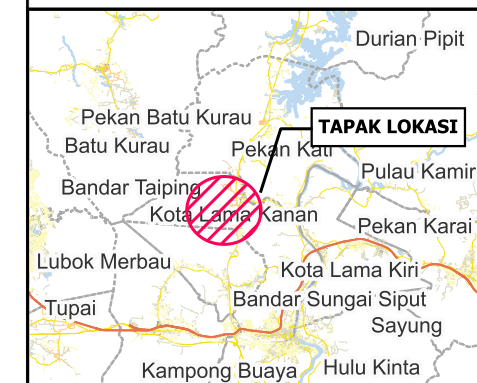 Durian Pipit
Pekan Batu Kurau
TAPAK LOKASI
Batu Kurau
Pekan Kati
Pulau Kamir
Bandar Taiping
Kota Lama Kanan
Pekan Karai
Lubok Merbau
Kota Lama Kiri
Bandar Sungai Siput
Tupai
Sayung
Kampong Buaya
Hulu Kinta